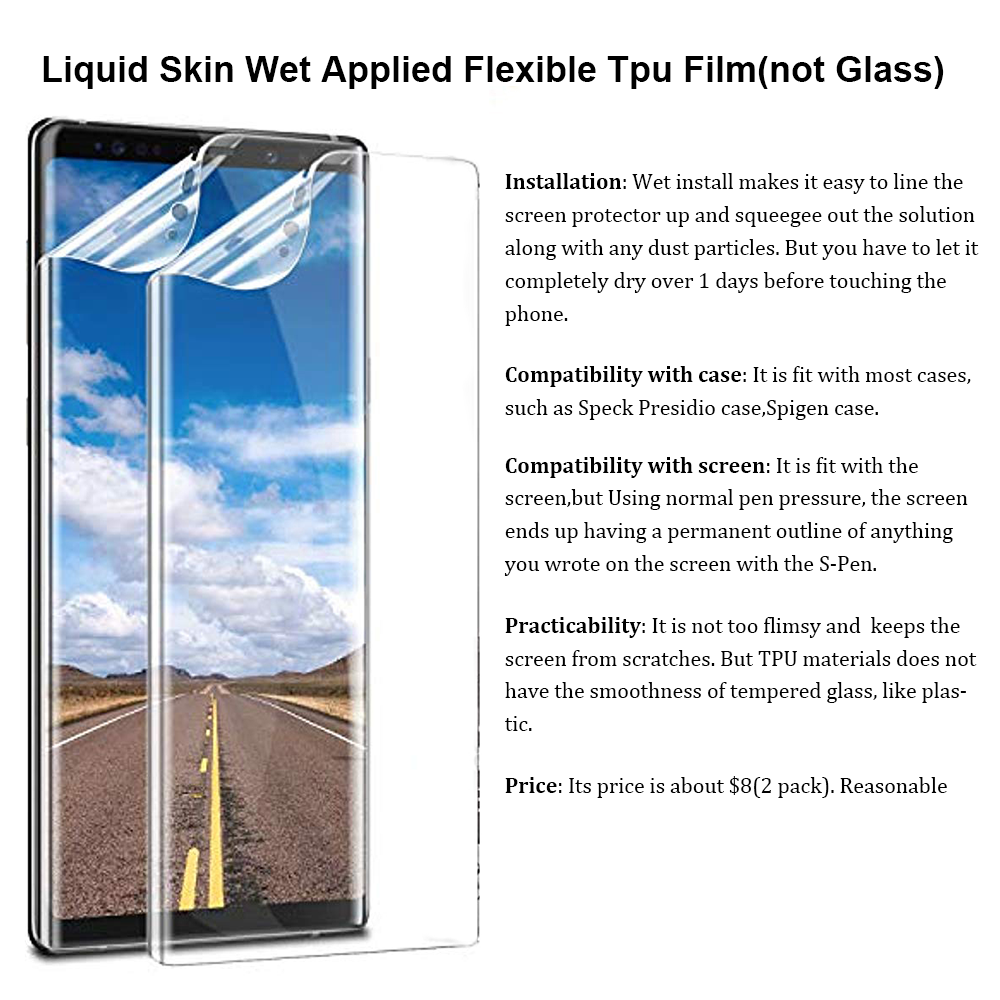 Liquid Skin Wet Applied Flexible Tpu Film(not Glass)
Installation: Wet install makes it easy to line the
screen protector up and squeegee out the solution
along with any dust particles. But you have to let it
completely dry over 1 days before touching the
phone.
Compatibility with case: It is fit with most cases,
such as Speck Presidio case,Spigen case.
Compatibility with screen: It is fit with the
screen,but Using normal pen pressure, the screen
ends up having a permanent outline of anything
you wrote on the screen with the S-Pen.
Practicability: It is not too flimsy and  keeps the
screen from scratches. But TPU materials does not
have the smoothness of tempered glass, like plas-
tic.
Price: Its price is about $8(2 pack). Reasonable